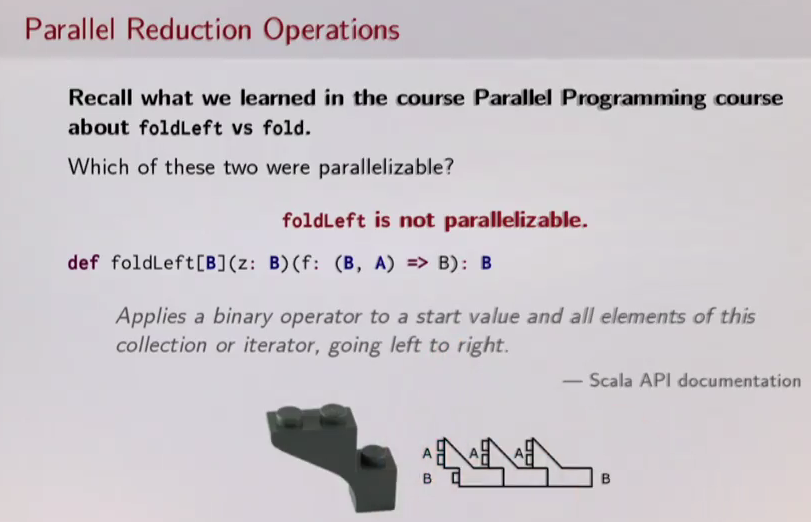 Parallel Reduction Operations
Recall what we learned in the course Parallel Programming course
about foldLeft vs fold.
Which of these two were parallelizable?
foldLeft is not parallelizable.
def foldLeft[B](z: B)(f: (B, A) => B): B
Applies a binary operator to a start value and all elements of this
collection or iterator, going left to right.
— Scala API documentation
A A A
B B